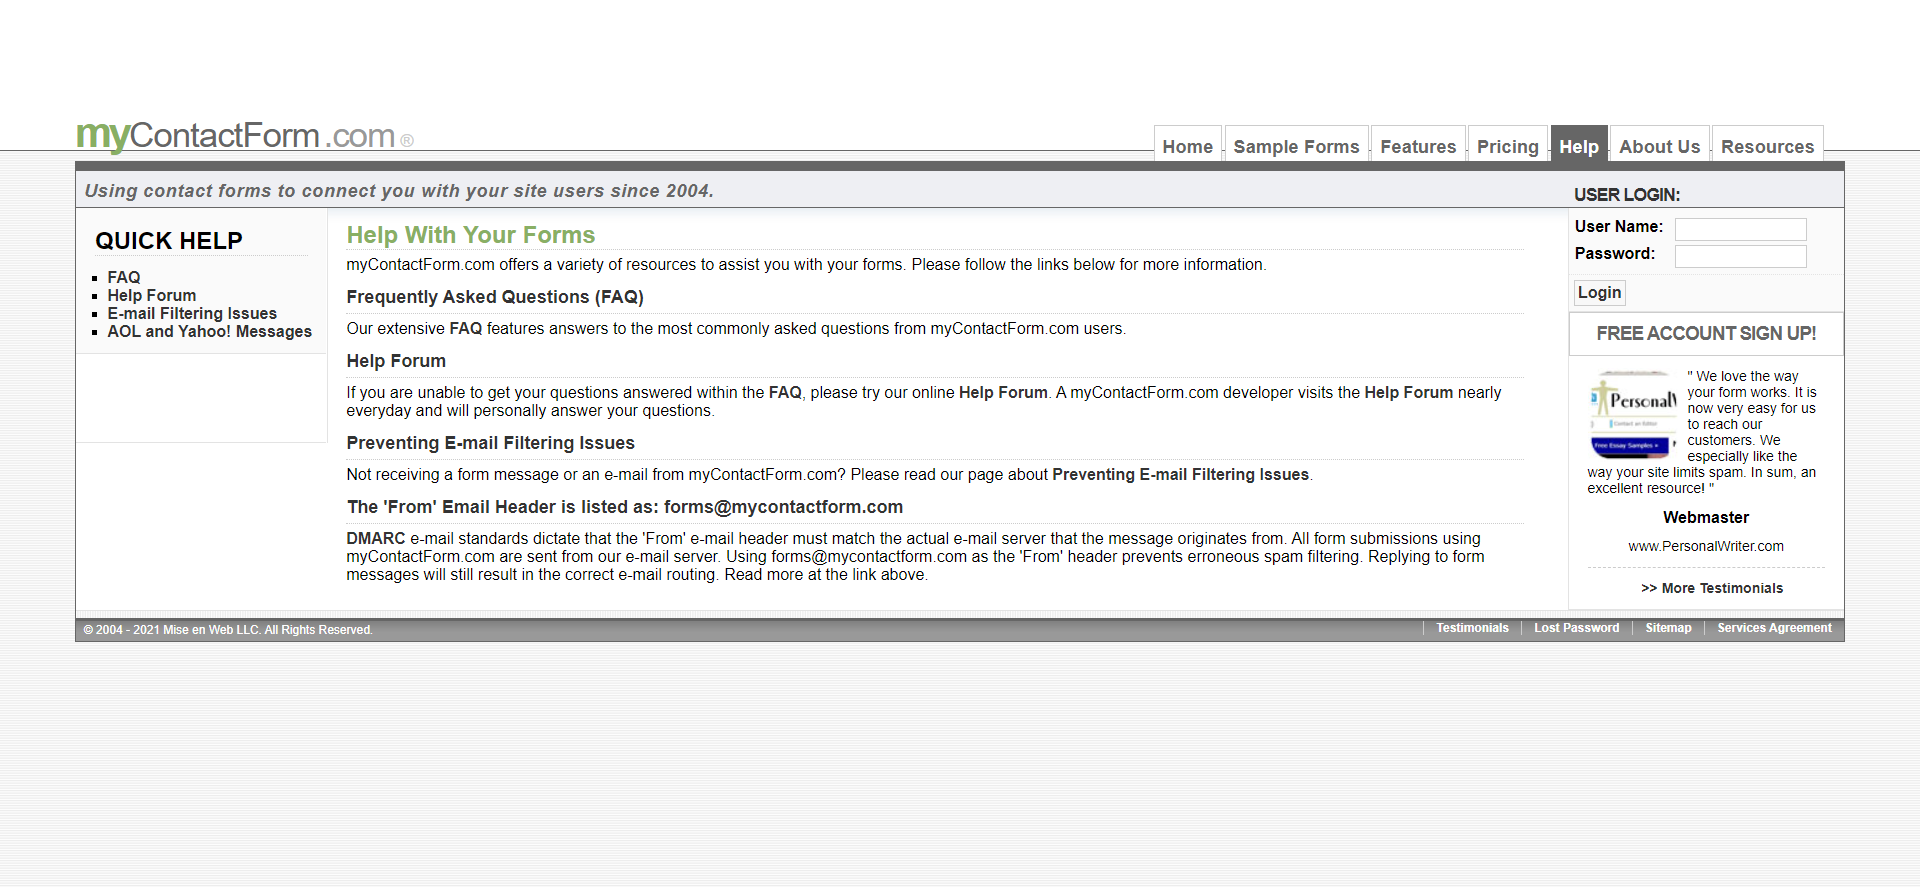 myContactForm.com®
Home
Sample Forms
Features
Pricing
Help
About Us
Resources
Using contact forms to connect you with your site users since 2004.
USER LOGIN:
QUICK HELP
FAQ
Help Forum
E-mail Filtering Issues
AOL and Yahoo! Messages
Help With Your Forms
myContactForm.com offers a variety of resources to assist you with your forms. Please follow the links below for more information.
Frequently Asked Questions (FAQ)
Our extensive FAQ features answers to the most commonly asked questions from myContactForm.com users.
Help Forum
If you are unable to get your questions answered within the FAQ, please try our online Help Forum. A myContactForm.com developer visits the Help Forum nearly
everyday and will personally answer your questions.
Preventing E-mail Filtering Issues
Not receiving a form message or an e-mail from myContactForm.com? Please read our page about Preventing E-mail Filtering Issues.
The 'From' Email Header is listed as: forms@mycontactform.com
DMARC e-mail standards dictate that the 'From' e-mail header must match the actual e-mail server that the message originates from. All form submissions using
myContactForm.com are sent from our e-mail server. Using forms@mycontactform.com as the 'From' header prevents erroneous spam filtering. Replying to form
messages will still result in the correct e-mail routing. Read more at the link above.
User Name:
Password:
Login
FREE ACCOUNT SIGN UP!
Personal
Contact an Editor
Free Essay Samples »
" We love the way
your form works. It is
now very easy for us
to reach our
customers. We
especially like the
way your site limits spam. In sum, an
excellent resource! "
Webmaster
www.PersonalWriter.com
>> More Testimonials
© 2004 - 2021 Mise en Web LLC. All Rights Reserved.
Testimonials
Lost Password
Sitemap
Services Agreement